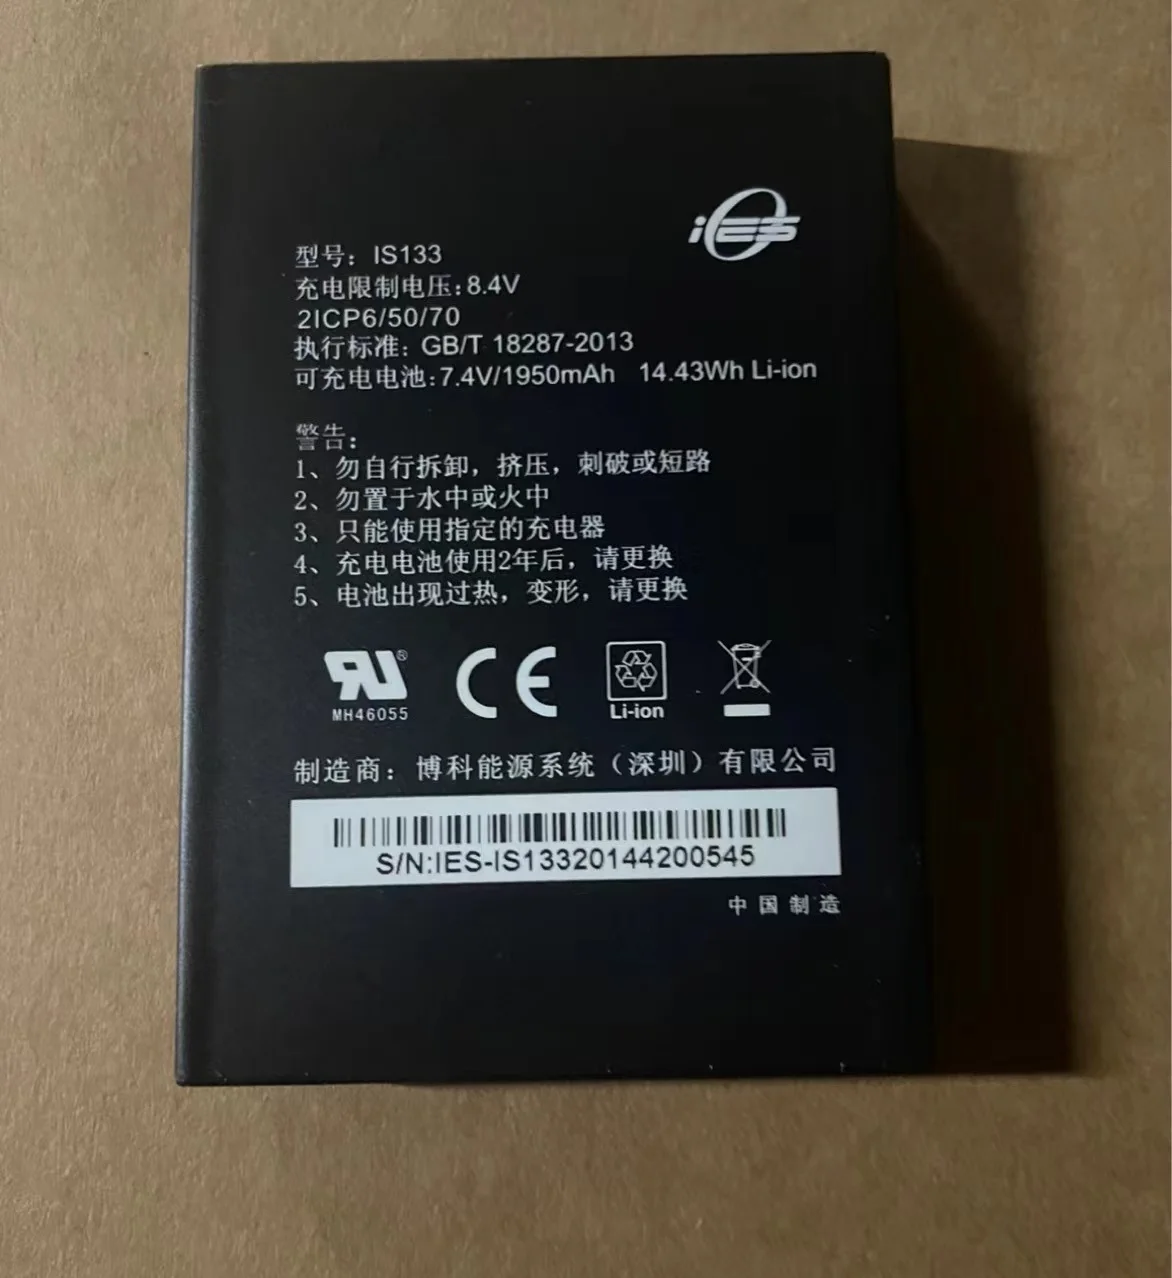 iES
型号：IS133
充电限制电压:8.4V
2ICP6/50/70
执行标准：GB/T 18287-2013
可充电电池:7.4V/1950mAh 14.43Wh Li-ion
警告：
1、勿自行拆卸，挤压，刺破或短路
2、勿置于水中或火中
3、只能使用指定的充电器
4、充电电池使用2年后，请更换
5、电池出现过热，变形，请更换
RU®
MH46055
CE
Li-ion
制造商：博科能源系统（深圳）有限公司
S/N:IES-IS13320144200545
中国制造